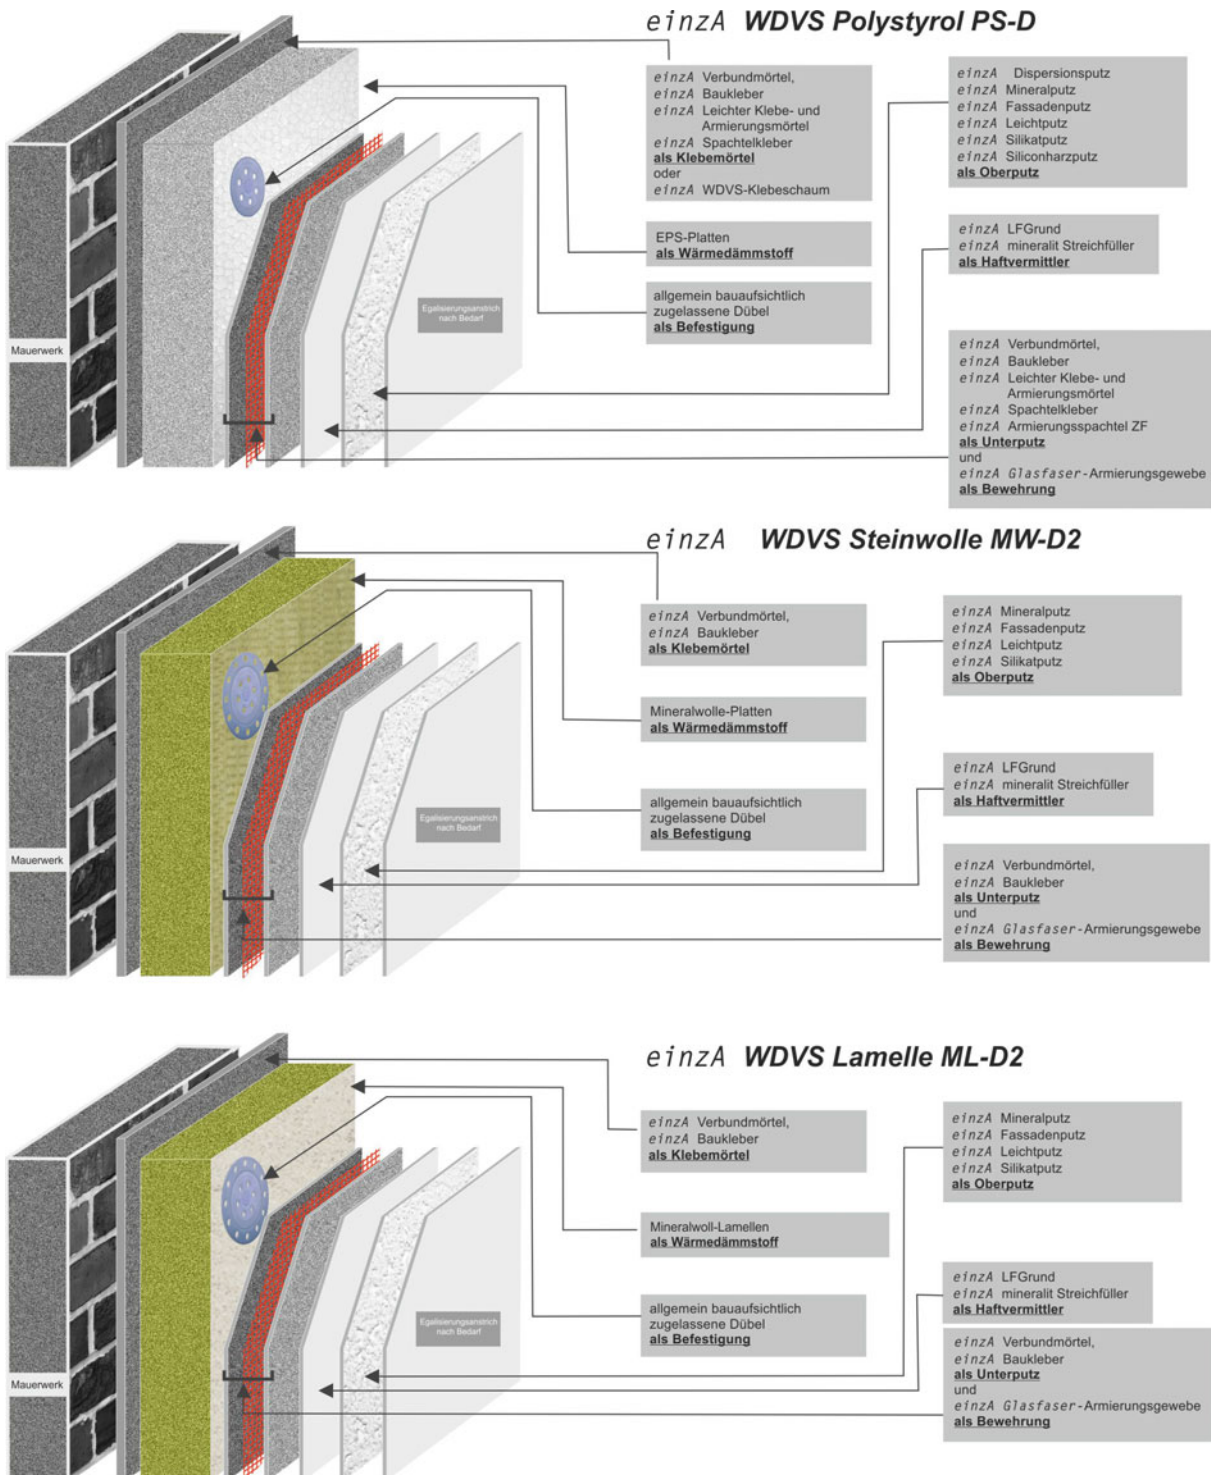 einzA WDVS Polystyrol PS-D
einzA Verbundmörtel,
einzA Baukleber
einzA Leichter Klebe- und
Armierungsmörtel
einzA Spachtelkleber
als Klebemörtel
oder
einzA WDVS-Klebeschaum
EPS-Platten
als Wärmedämmstoff
allgemein bauaufsichtlich
zugelassene Dübel
als Befestigung
einzA Dispersionsputz
einzA Mineralputz
einzA Fassadenputz
einzA Leichtputz
einzA Silikatputz
einzA Siliconharzputz
als Oberputz
einzA LFGrund
einzA mineralit Streichfüller
als Haftvermittler
einzA Verbundmörtel,
einzA Baukleber
einzA Leichter Klebe- und
Armierungsmörtel
einzA Spachtelkleber
einzA Armierungsspachtel ZF
als Unterputz
und
einzA Glasfaser-Armierungsgewebe
als Bewehrung
Mauerwerk
Egalisierungsanstrich
nach Bedarf
einzA WDVS Steinwolle MW-D2
einzA Verbundmörtel,
einzA Baukleber
als Klebemörtel
Mineralwolle-Platten
als Wärmedämmstoff
allgemein bauaufsichtlich
zugelassene Dübel
als Befestigung
einzA Mineralputz
einzA Fassadenputz
einzA Leichtputz
einzA Silikatputz
als Oberputz
einzA LFGrund
einzA mineralit Streichfüller
als Haftvermittler
einzA Verbundmörtel,
einzA Baukleber
als Unterputz
und
einzA Glasfaser-Armierungsgewebe
als Bewehrung
Mauerwerk
Egalisierungsanstrich
nach Bedarf
einzA WDVS Lamelle ML-D2
einzA Verbundmörtel,
einzA Baukleber
als Klebemörtel
Mineralwoll-Lamellen
als Wärmedämmstoff
allgemein bauaufsichtlich
zugelassene Dübel
als Befestigung
einzA Mineralputz
einzA Fassadenputz
einzA Leichtputz
einzA Silikatputz
als Oberputz
einzA LFGrund
einzA mineralit Streichfüller
als Haftvermittler
einzA Verbundmörtel,
einzA Baukleber
als Unterputz
und
einzA Glasfaser-Armierungsgewebe
als Bewehrung
Mauerwerk
Egalisierungsanstrich
nach Bedarf